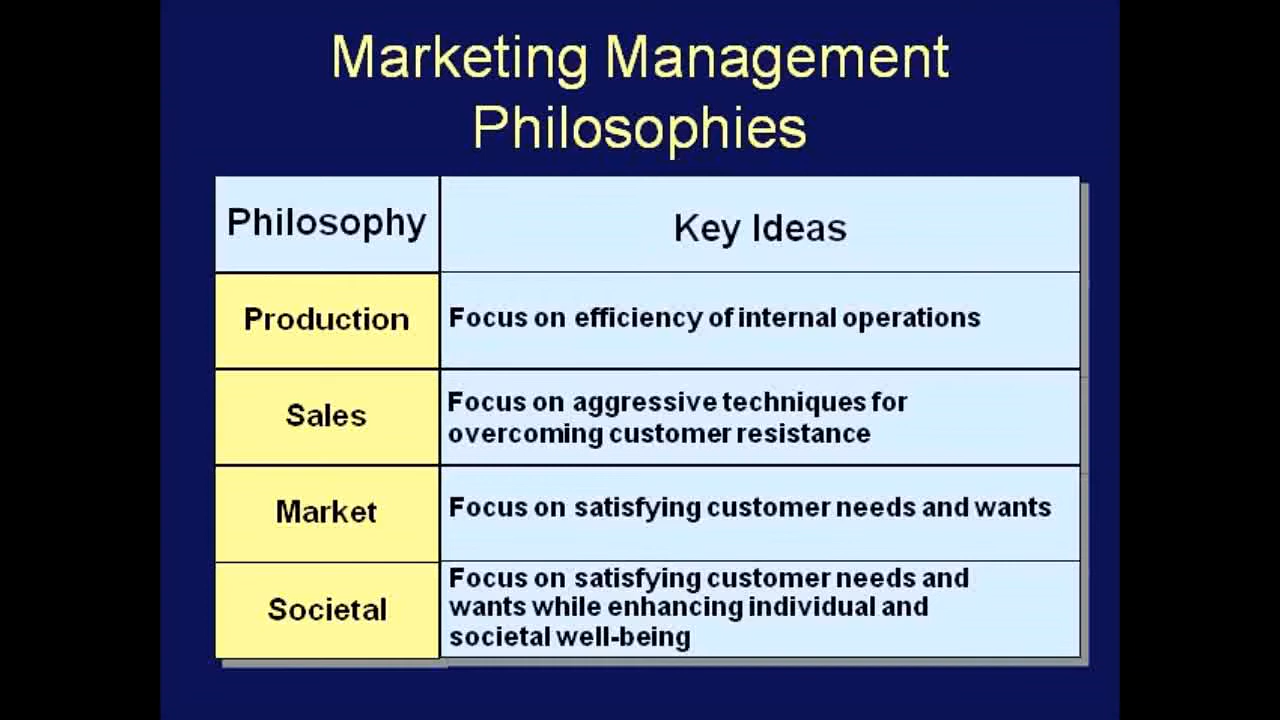 Marketing Management
Philosophies
Philosophy
Key Ideas
Production
Focus on efficiency of internal operations
Sales
Focus on aggressive techniques for
overcoming customer resistance
Market
Focus on satisfying customer needs and wants
Societal
Focus on satisfying customer needs and
wants while enhancing individual and
societal well-being